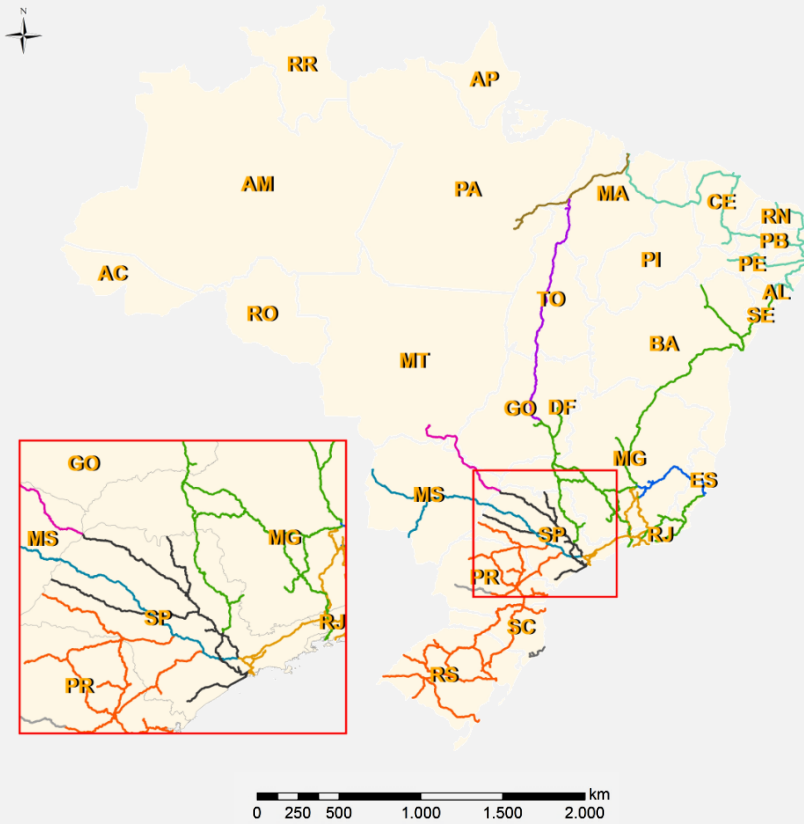 N
RR
AP
AM
PA
MA
CE
RN
PB
PE
PI
AC
AL
TO
SE
RO
BA
MT
GO
DF
MG
ES
MS
SP
RJ
PR
SC
RS
GO
MS
MG
SP
RJ
PR
km
0 250 500 1.000 1.500 2.000